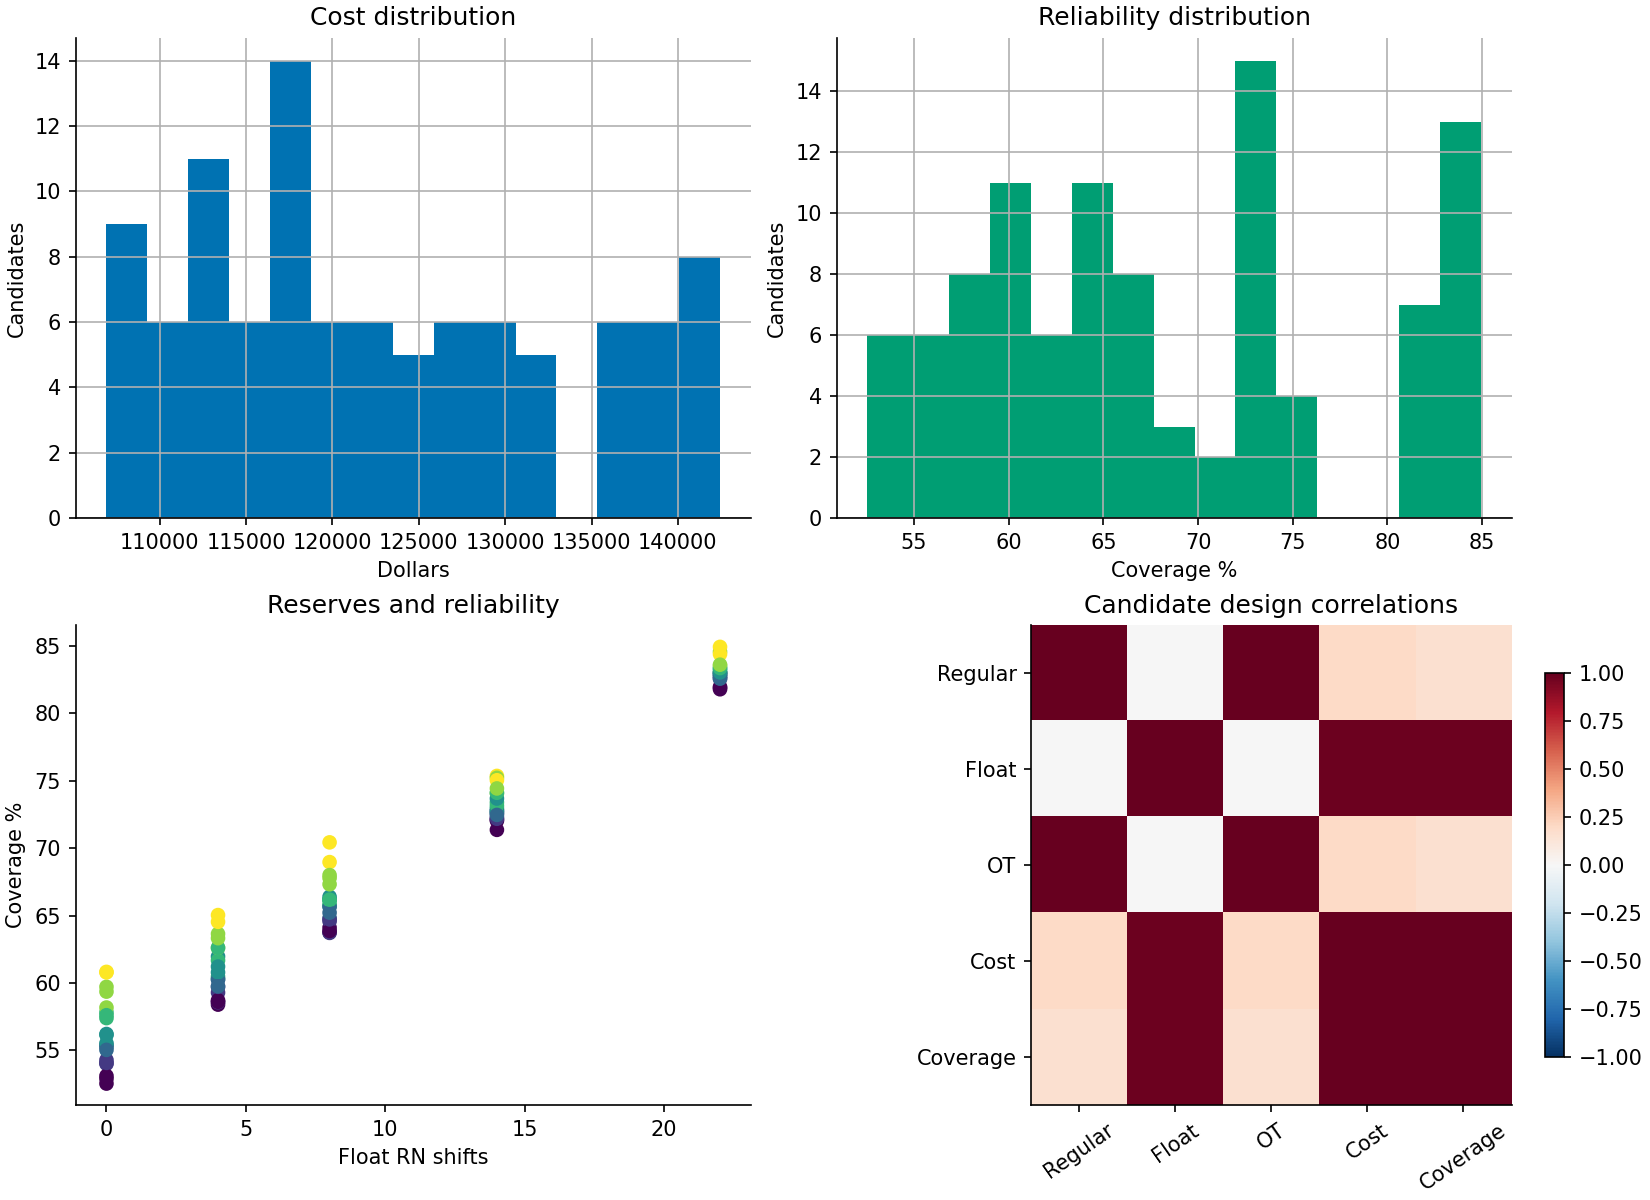 Cost distribution
Candidates
14
12
10
8
6
4
2
0
110000 115000 120000 125000 130000 135000 140000
Dollars
Reliability distribution
Candidates
14
12
10
8
6
4
2
0
55 60 65 70 75 80 85
Coverage %
Reserves and reliability
Coverage %
85
80
75
70
65
60
55
0 5 10 15 20
Float RN shifts
Candidate design correlations
Regular
Float
OT
Cost
Coverage
Regular Float OT Cost Coverage
1.00
0.75
0.50
0.25
0.00
−0.25
−0.50
−0.75
−1.00